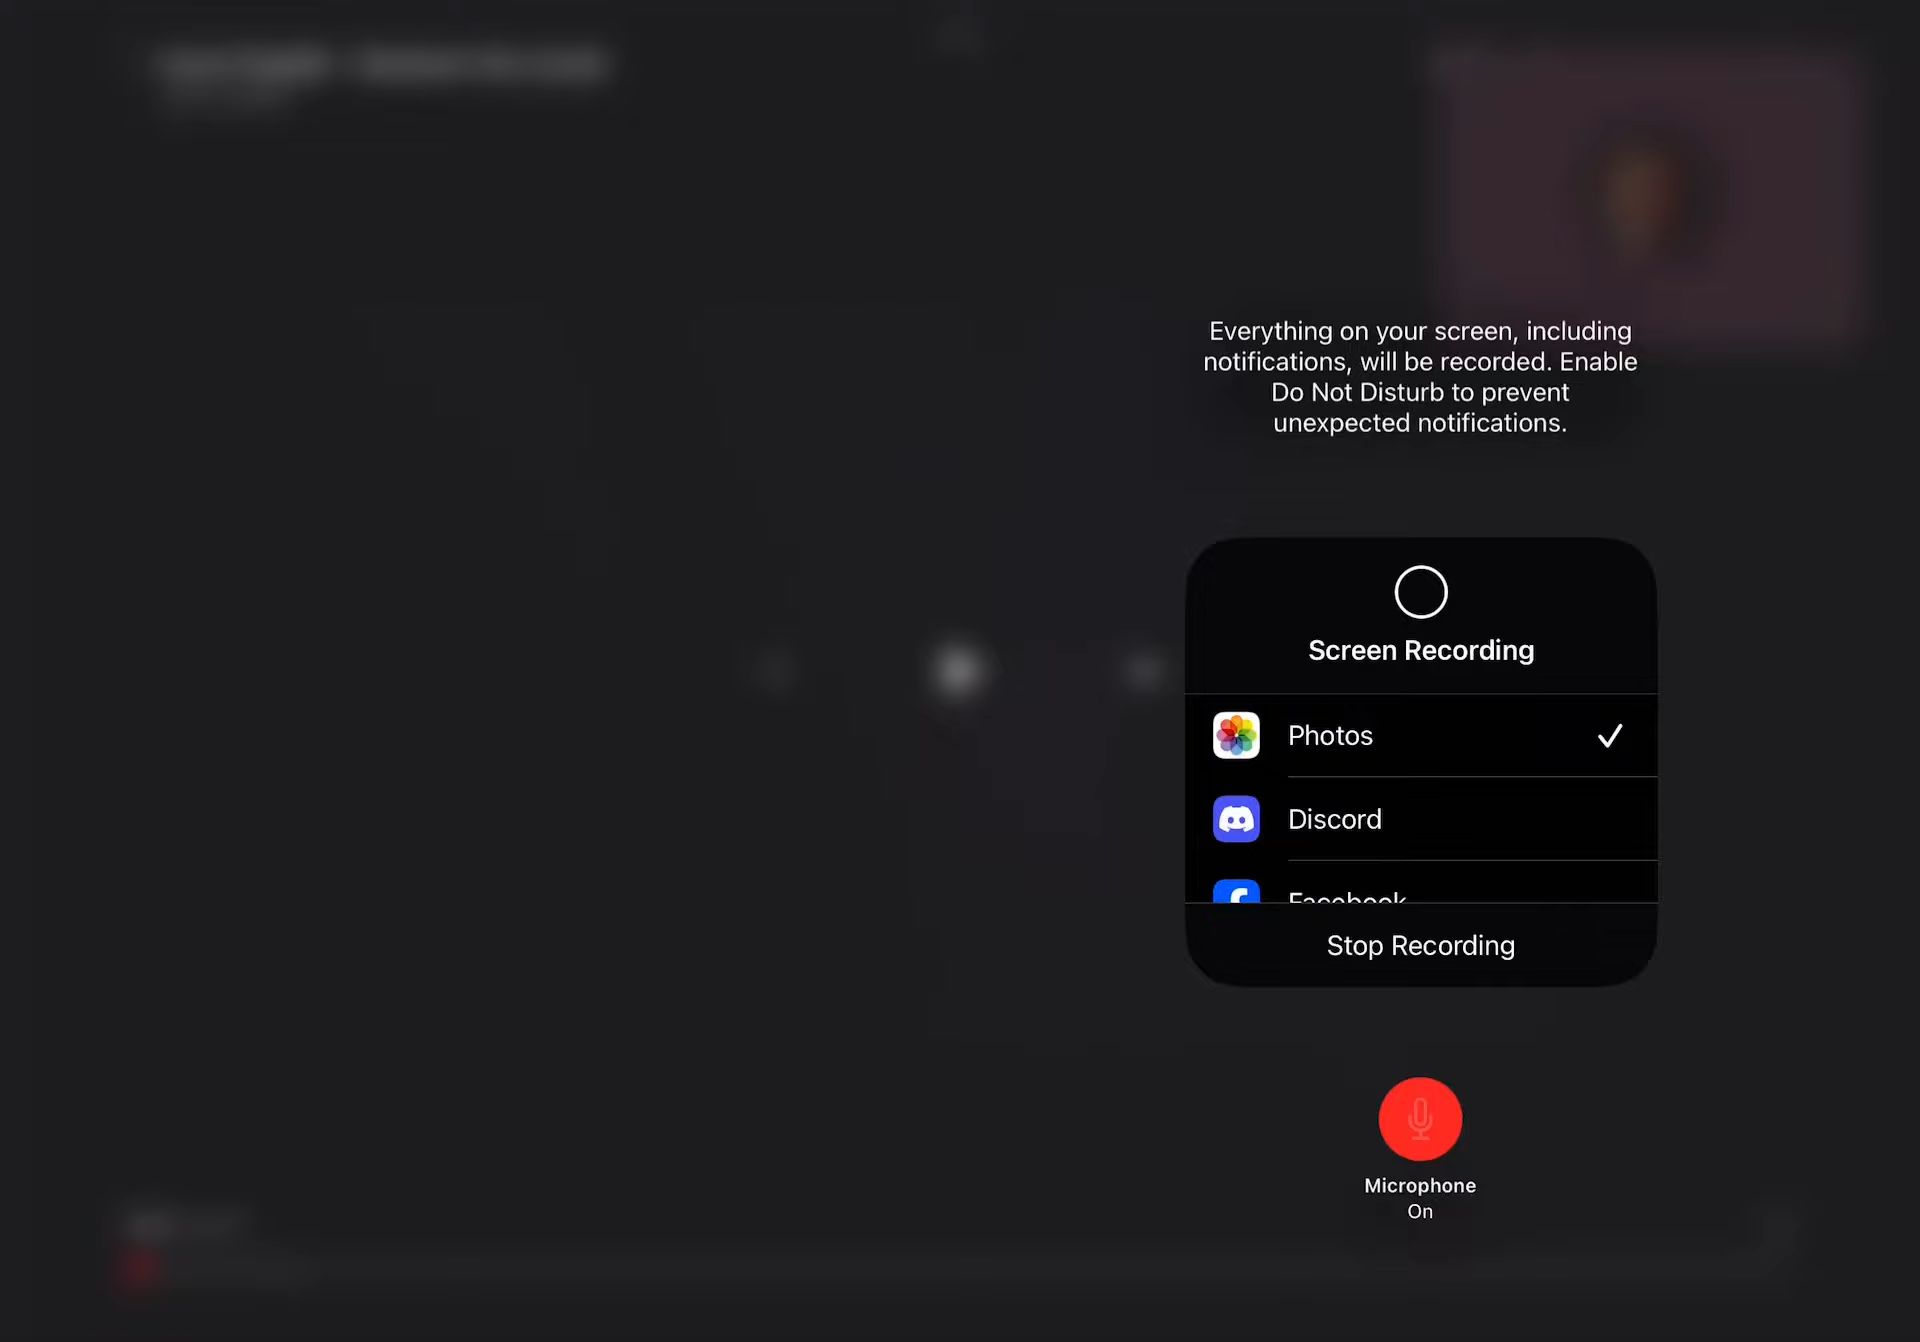 Everything on your screen, including
notifications, will be recorded. Enable
Do Not Disturb to prevent
unexpected notifications.
Screen Recording
Photos
Discord
Facebook
Stop Recording
Microphone
On